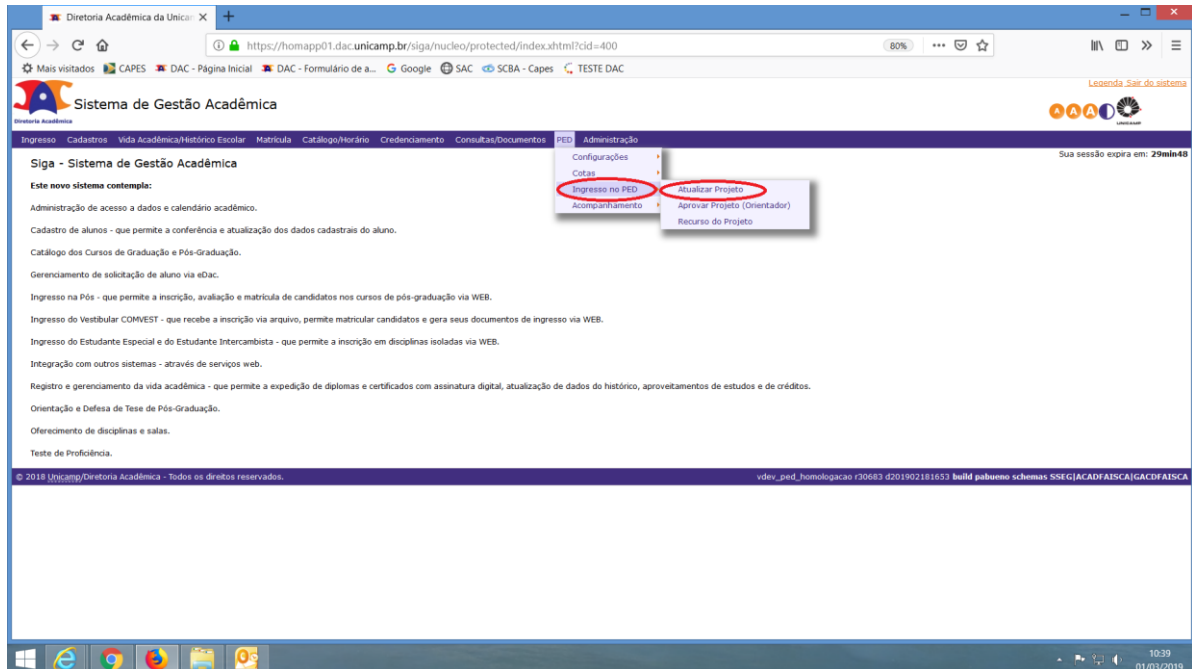 Diretoria Acadêmica da Unican
https://homapp01.dac.unicamp.br/siga/nucleo/protected/index.xhtml?cid=400
80%
Mais visitados CAPES DAC - Página Inicial DAC - Formulário de a... Google SAC SCBA - Capes TESTE DAC
Legenda Sair do sistema
Diretoria Acadêmica
Sistema de Gestão Acadêmica
A A A
UNICAMP
Ingresso Cadastros Vida Acadêmica/Histórico Escolar Matrícula Catálogo/Horário Credenciamento Consultas/Documentos PED Administração
Sua sessão expira em: 29min48
Configurações
Cotas
Ingresso no PED
Acompanhamento
Atualizar Projeto
Aprovar Projeto (Orientador)
Recurso do Projeto
Siga - Sistema de Gestão Acadêmica
Este novo sistema contempla:
Administração de acesso a dados e calendário acadêmico.
Cadastro de alunos - que permite a conferência e atualização dos dados cadastrais do aluno.
Catálogo dos Cursos de Graduação e Pós-Graduação.
Gerenciamento de solicitação de aluno via eDac.
Ingresso na Pós - que permite a inscrição, avaliação e matrícula de candidatos nos cursos de pós-graduação via WEB.
Ingresso do Vestibular COMVEST - que recebe a inscrição via arquivo, permite matricular candidatos e gera seus documentos de ingresso via WEB.
Ingresso do Estudante Especial e do Estudante Intercambista - que permite a inscrição em disciplinas isoladas via WEB.
Integração com outros sistemas - através de serviços web.
Registro e gerenciamento da vida acadêmica - que permite a expedição de diplomas e certificados com assinatura digital, atualização de dados do histórico, aproveitamentos de estudos e de créditos.
Orientação e Defesa de Tese de Pós-Graduação.
Oferecimento de disciplinas e salas.
Teste de Proficiência.
© 2018 Unicamp/Diretoria Acadêmica - Todos os direitos reservados.
vdev_ped_homologacao r30683 d201902181653 build pabueno schemas SSEG|ACADFAISCA|GACDFAISCA
10:39
01/03/2019